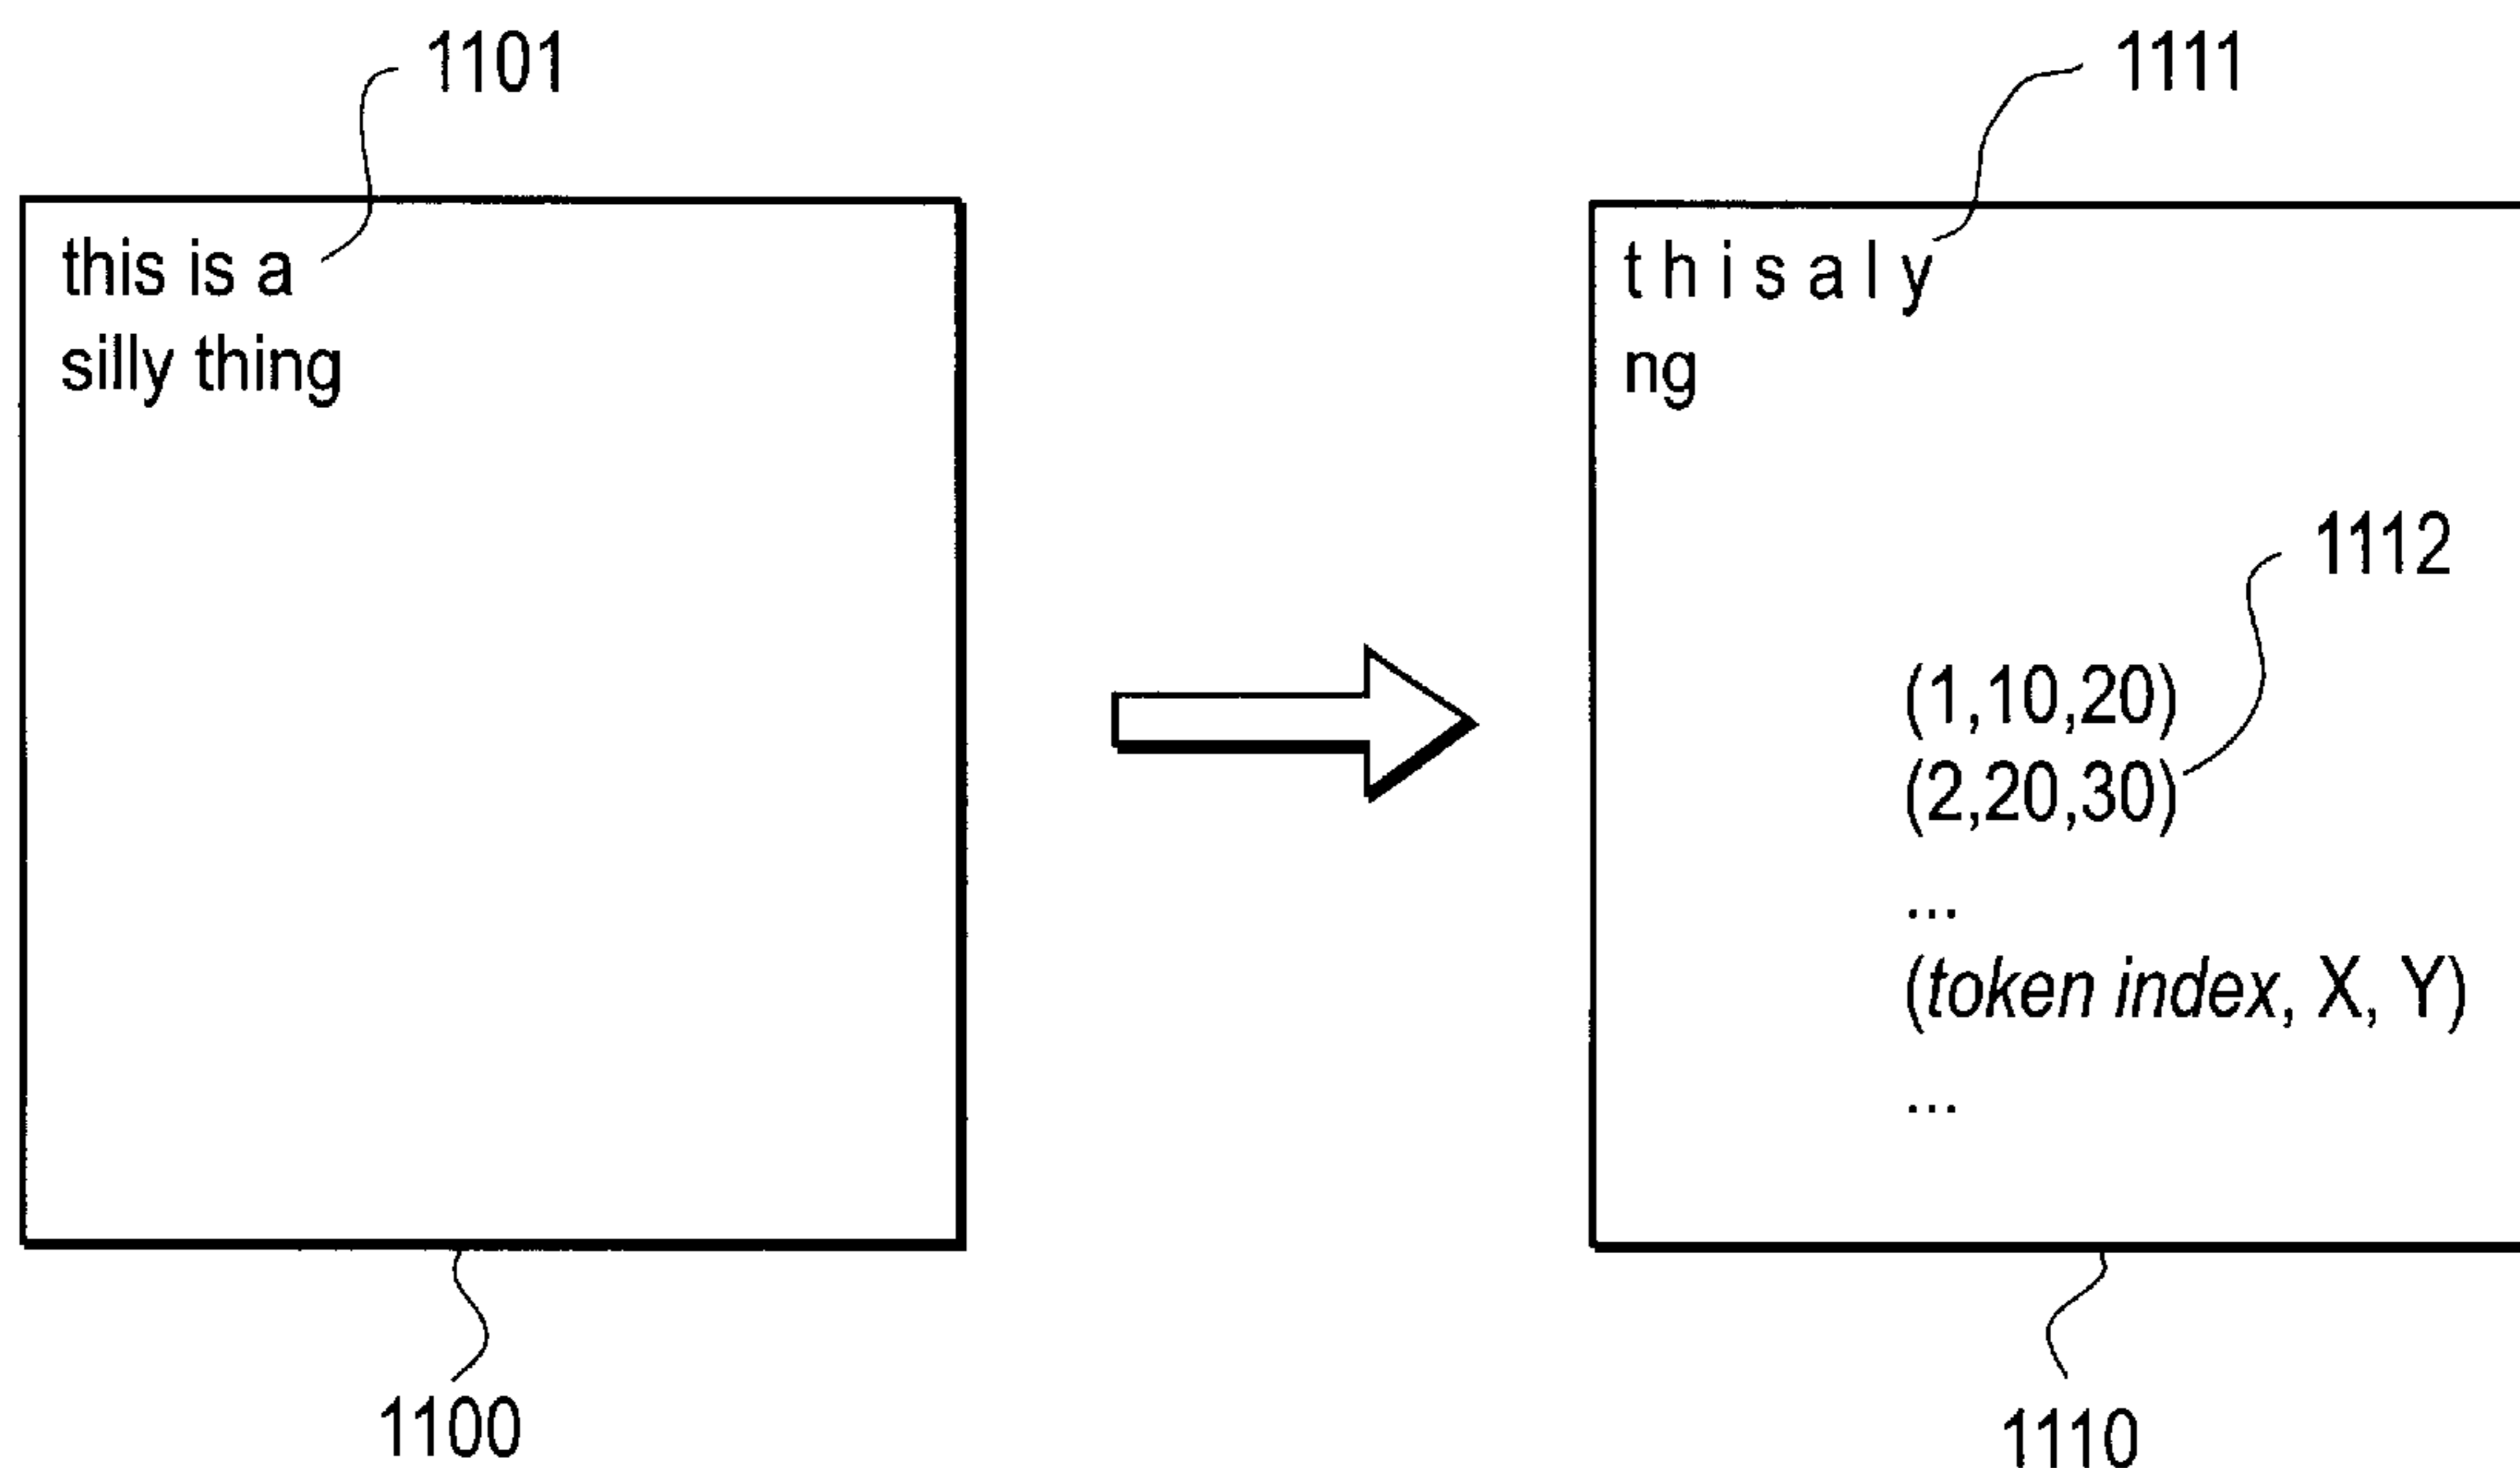 1101
this is a
silly thing
1100
1111
t h i s a l y
ng
1112
(1,10,20)
(2,20,30)
...
(token index, X, Y)
...
1110